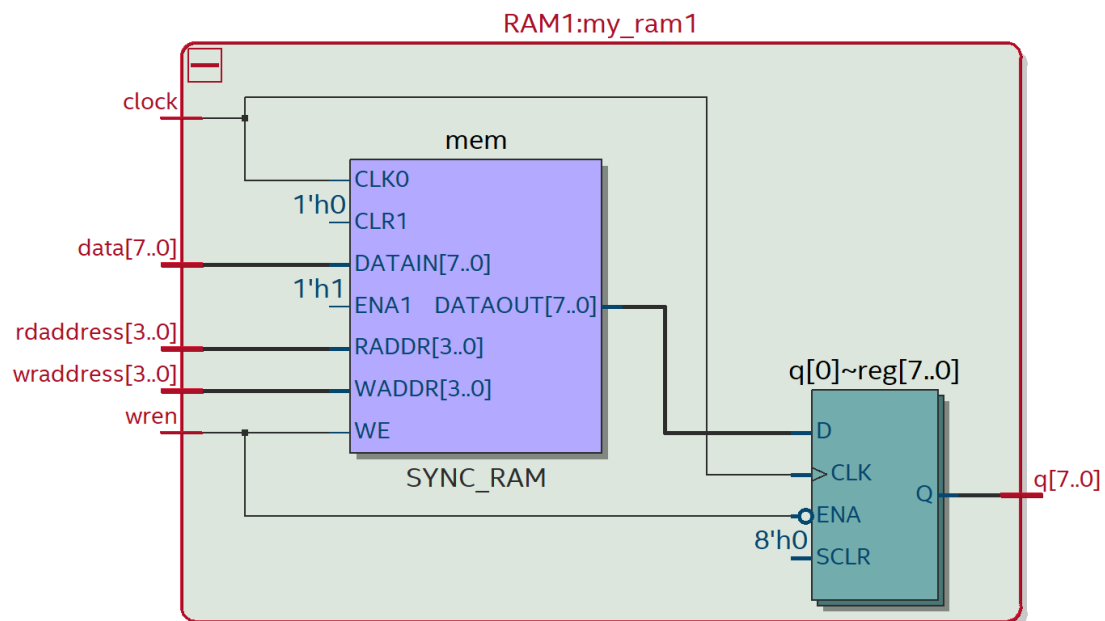 RAM1:my_ram1
clock
mem
CLK0
1'h0
CLR1
data[7..0]
DATAIN[7..0]
1'h1
ENA1 DATAOUT[7..0]
rdaddress[3..0]
RADDR[3..0]
wraddress[3..0]
WADDR[3..0]
wren
WE
SYNC_RAM
q[0]~reg[7..0]
D
CLK
Q
q[7..0]
ENA
8'h0
SCLR